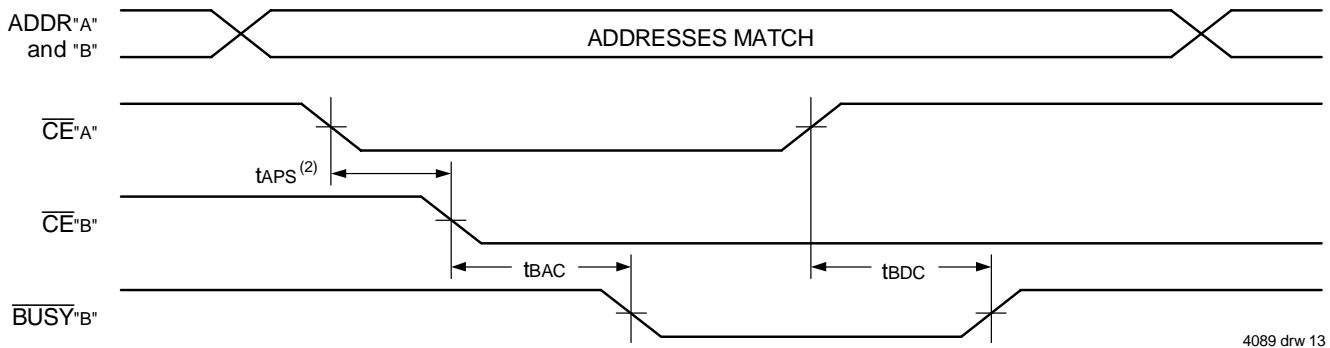 ADDR"A"
and "B"
ADDRESSES MATCH
CE"A"
tAPS (2)
CE"B"
tBAC
tBDC
BUSY"B"
4089 drw 13